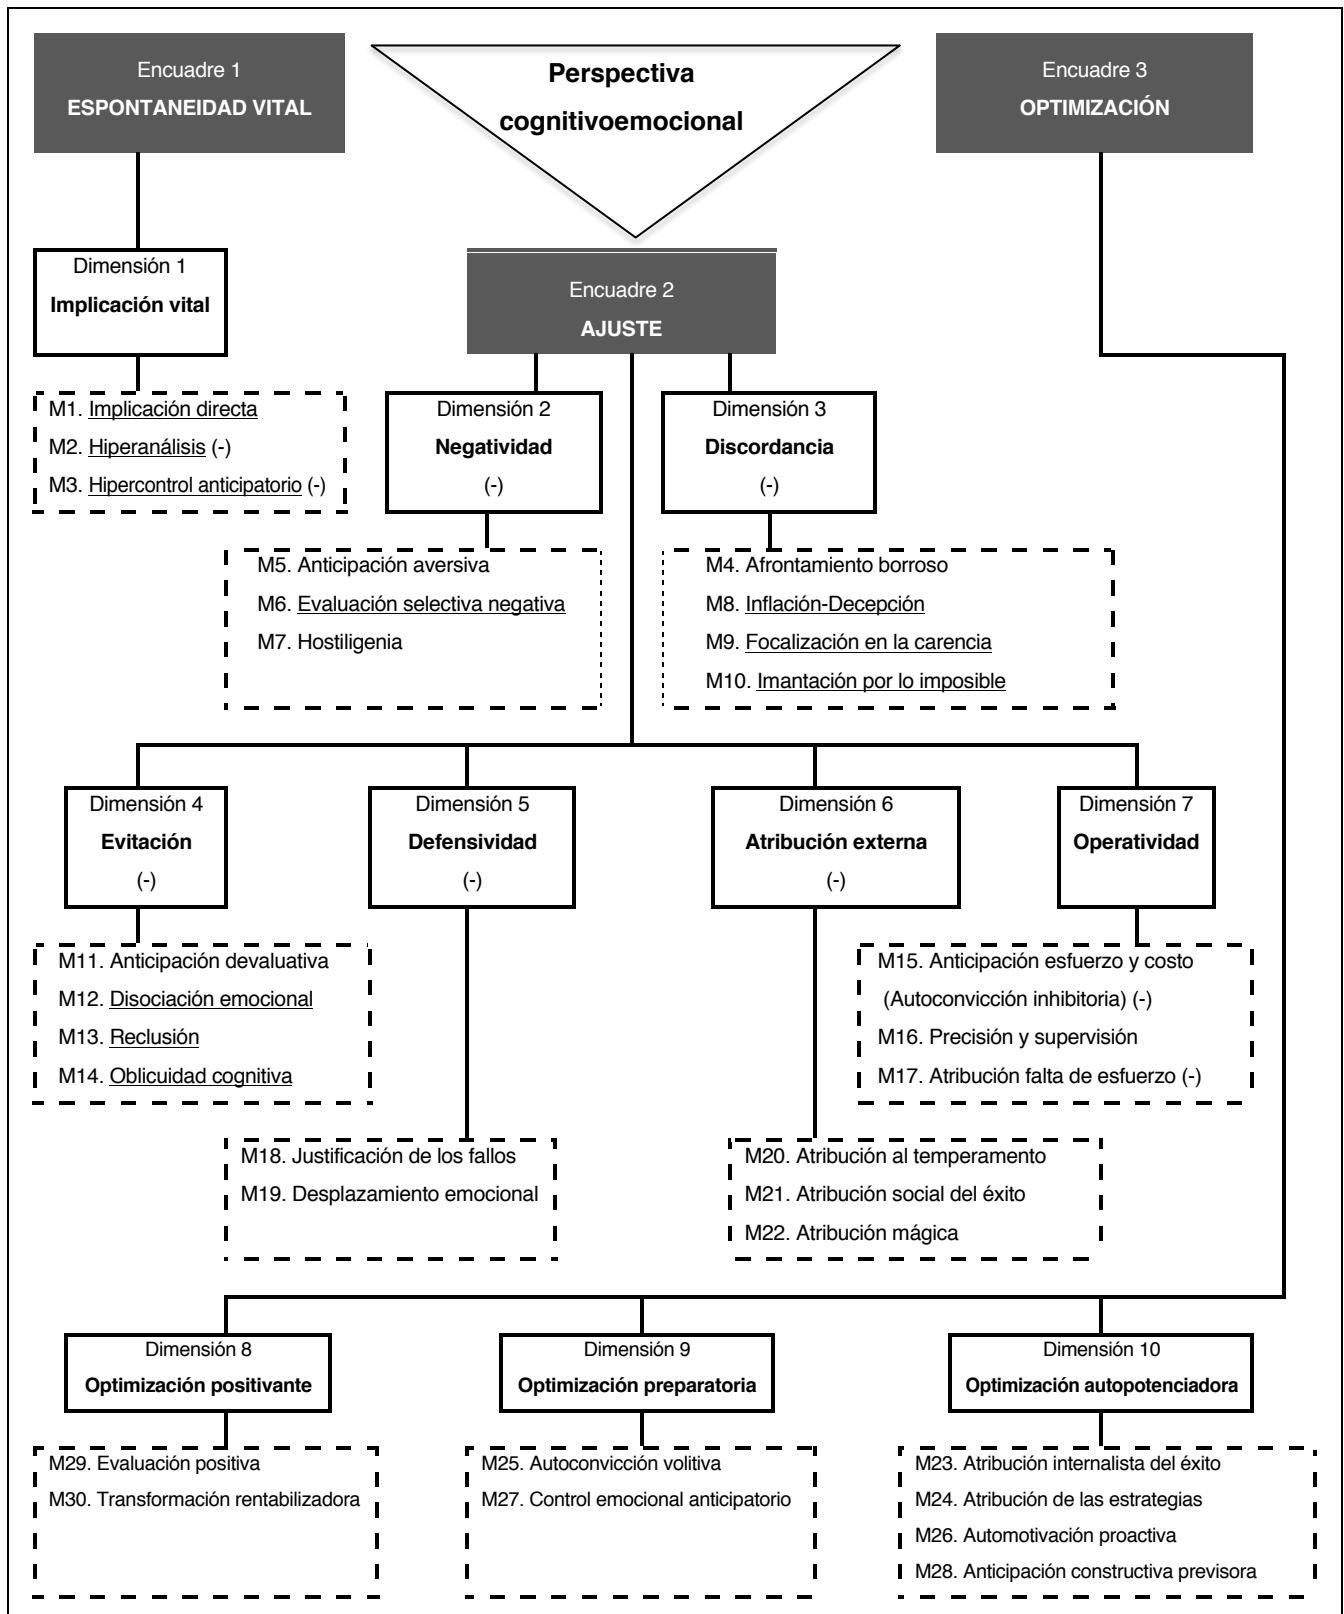 Encuadre 1
ESPONTANEIDAD VITAL
Perspectiva
cognitivoemocional
Encuadre 3
OPTIMIZACIÓN
Dimensión 1
Implicación vital
Encuadre 2
AJUSTE
M1. Implicación directa
M2. Hiperanálisis (-)
M3. Hipercontrol anticipatorio (-)
Dimensión 2
Negatividad
(-)
Dimensión 3
Discordancia
(-)
M5. Anticipación aversiva
M6. Evaluación selectiva negativa
M7. Hostiligenia
M4. Afrontamiento borroso
M8. Inflación-Decepción
M9. Focalización en la carencia
M10. Imantación por lo imposible
Dimensión 4
Evitación
(-)
Dimensión 5
Defensividad
(-)
Dimensión 6
Atribución externa
(-)
Dimensión 7
Operatividad
M11. Anticipación devaluativa
M12. Disociación emocional
M13. Reclusión
M14. Oblicuidad cognitiva
M15. Anticipación esfuerzo y costo
(Autoconvicción inhibitoria) (-)
M16. Precisión y supervisión
M17. Atribución falta de esfuerzo (-)
M18. Justificación de los fallos
M19. Desplazamiento emocional
M20. Atribución al temperamento
M21. Atribución social del éxito
M22. Atribución mágica
Dimensión 8
Optimización positivante
Dimensión 9
Optimización preparatoria
Dimensión 10
Optimización autopotenciadora
M29. Evaluación positiva
M30. Transformación rentabilizadora
M25. Autoconvicción volitiva
M27. Control emocional anticipatorio
M23. Atribución internalista del éxito
M24. Atribución de las estrategias
M26. Automotivación proactiva
M28. Anticipación constructiva previsora